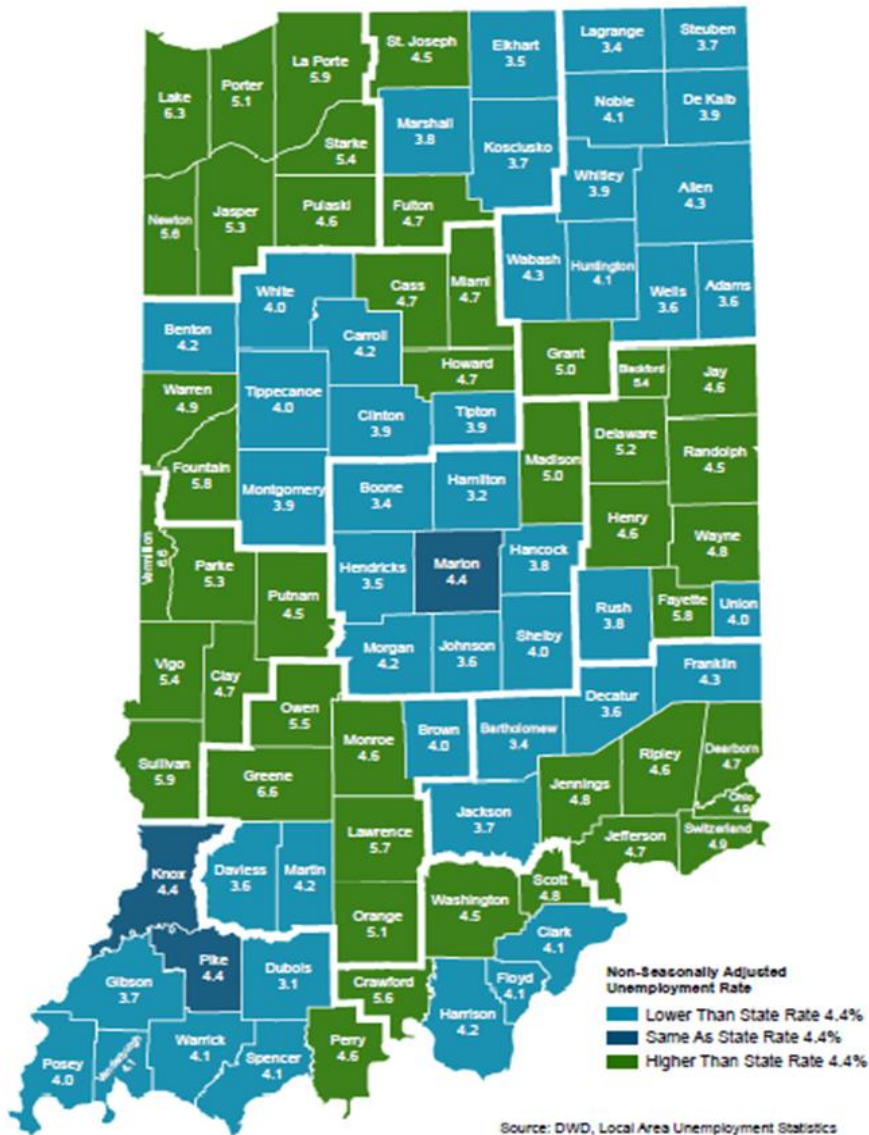 St. Joseph
4.5
Elkhart
3.5
Lagrange
3.4
Steuben
3.7
La Porte
5.9
Porter
5.1
Lake
6.3
Noble
4.1
De Kalb
3.9
Marshall
3.8
Kosciusko
3.7
Starke
5.4
Whitley
3.9
Allen
4.3
Newton
5.8
Jasper
5.3
Pulaski
4.6
Fulton
4.7
Wabash
4.3
Huntington
4.1
Wells
3.6
Adams
3.6
White
4.0
Cass
4.7
Miami
4.7
Benton
4.2
Carroll
4.2
Grant
5.0
Blackford
5.4
Jay
4.6
Howard
4.7
Warren
4.9
Tippecanoe
4.0
Clinton
3.9
Tipton
3.9
Delaware
5.2
Randolph
4.5
Madison
5.0
Fountain
5.8
Montgomery
3.9
Boone
3.4
Hamilton
3.2
Henry
4.6
Wayne
4.8
Vermillion
6.6
Parke
5.3
Putnam
4.5
Hendricks
3.5
Marion
4.4
Hancock
3.8
Rush
3.8
Fayette
5.8
Union
4.0
Vigo
5.4
Clay
4.7
Morgan
4.2
Johnson
3.6
Shelby
4.0
Franklin
4.3
Owen
5.5
Decatur
3.6
Monroe
4.6
Brown
4.0
Bartholomew
3.4
Sullivan
5.9
Greene
6.6
Ripley
4.6
Dearborn
4.7
Jennings
4.8
Ohio
4.9
Jackson
3.7
Lawrence
5.7
Jefferson
4.7
Switzerland
4.9
Knox
4.4
Daviess
3.6
Martin
4.2
Scott
4.8
Washington
4.5
Orange
5.1
Clark
4.1
Pike
4.4
Dubois
3.1
Gibson
3.7
Floyd
4.1
Crawford
5.6
Harrison
4.2
Posey
4.0
Vanderburgh
4.1
Warrick
4.1
Spencer
4.1
Perry
4.6
Non-Seasonally Adjusted
Unemployment Rate
Lower Than State Rate 4.4%
Same As State Rate 4.4%
Higher Than State Rate 4.4%
Source: DWD, Local Area Unemployment Statistics